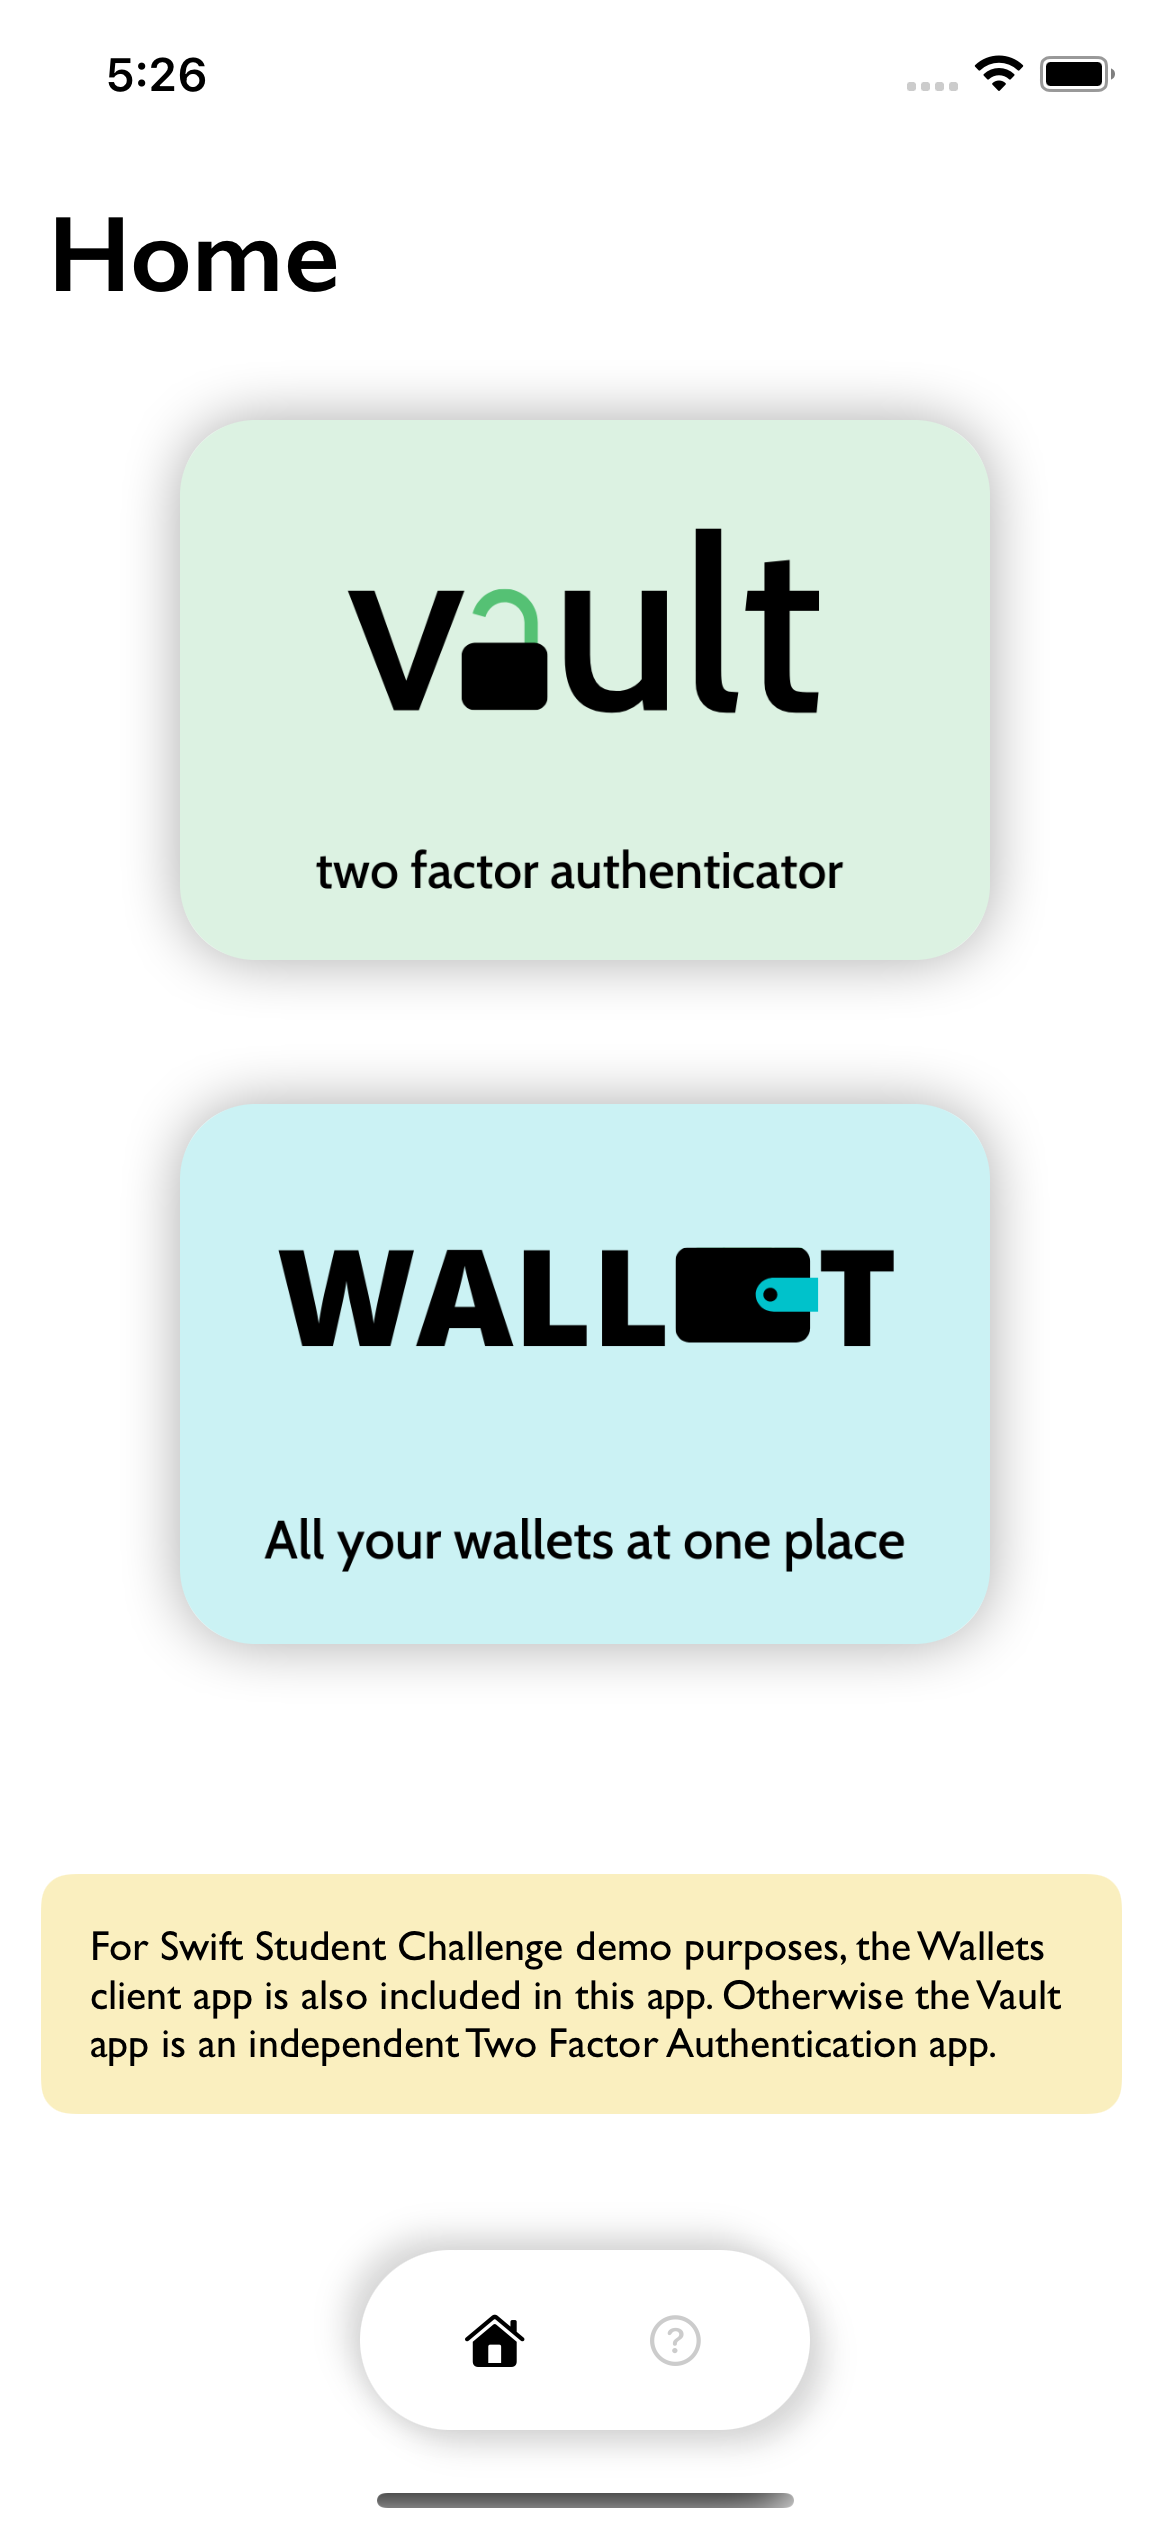 5:26
Home
vault
two factor authenticator
WALLET
All your wallets at one place
For Swift Student Challenge demo purposes, the Wallets
client app is also included in this app. Otherwise the Vault
app is an independent Two Factor Authentication app.
?